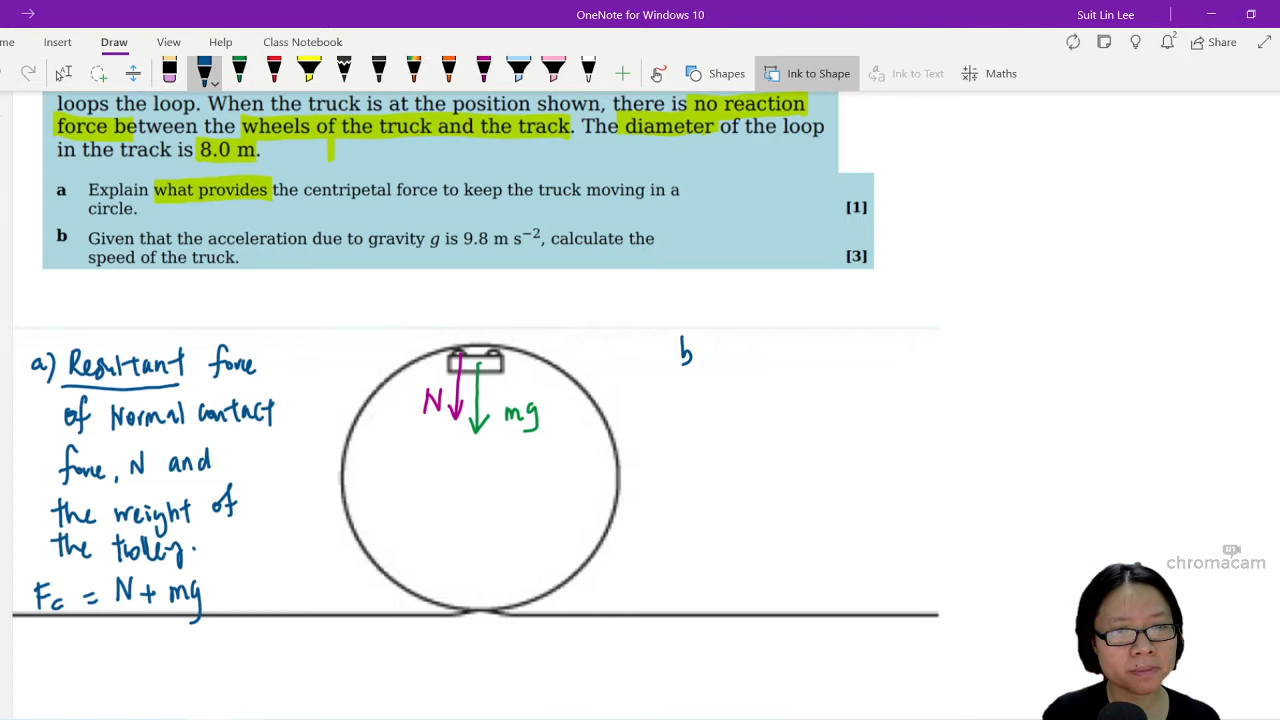 OneNote for Windows 10
Suit Lin Lee
me Insert Draw View Help Class Notebook
2 Share
Shapes Ink to Shape Ink to Text Maths
loops the loop. When the truck is at the position shown, there is no reaction
force between the wheels of the truck and the track. The diameter of the loop
in the track is 8.0 m.
a Explain what provides the centripetal force to keep the truck moving in a
circle. [1]
b Given that the acceleration due to gravity g is 9.8 m s−2, calculate the
speed of the truck. [3]
a) Resultant force
of Normal contact
force, N and
the weight of
the trolley.
Fc = N + mg
N mg
b
chromacam